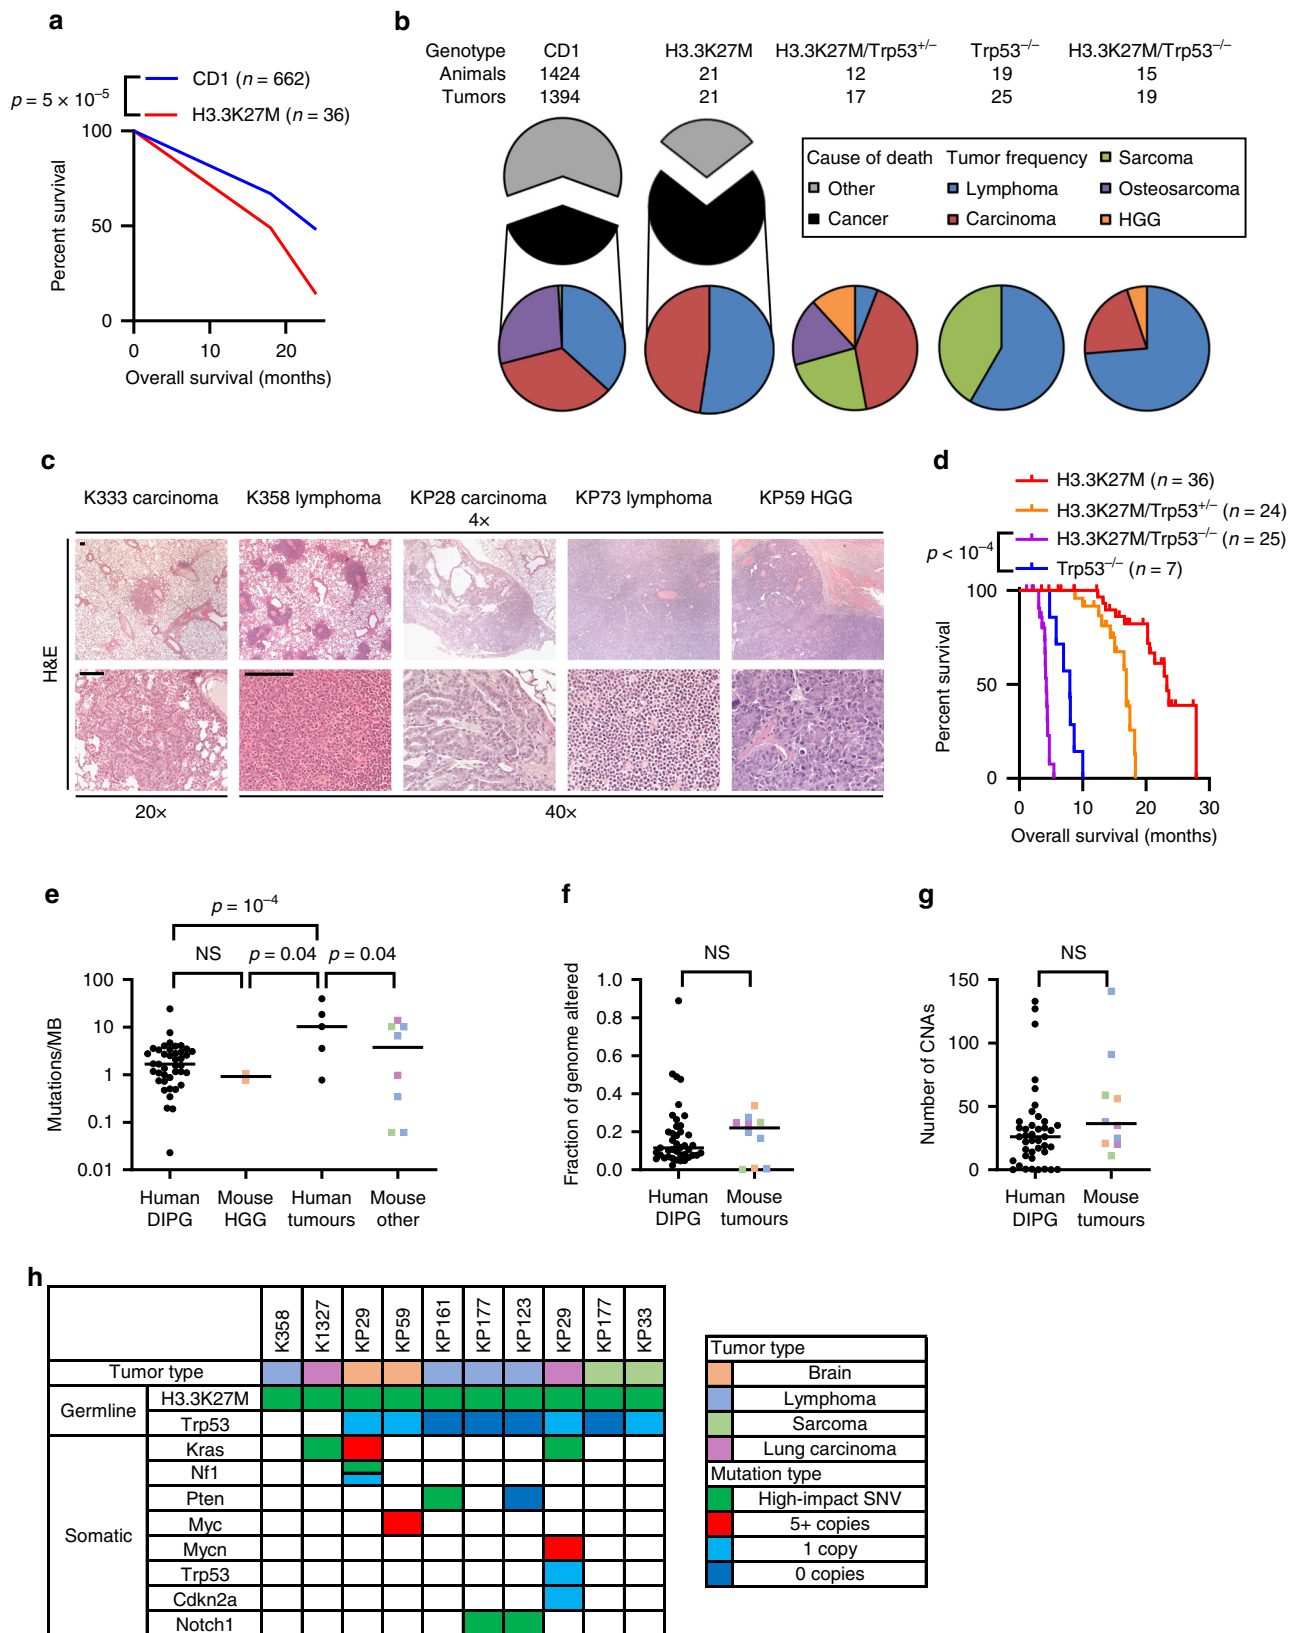 a
CD1 (n = 662)
p = 5 × 10⁻⁵
H3.3K27M (n = 36)
100
50
0
Percent survival
0 10 20
Overall survival (months)
b
Genotype CD1 H3.3K27M H3.3K27M/Trp53⁺/⁻ Trp53⁻/⁻ H3.3K27M/Trp53⁻/⁻
Animals 1424 21 12 19 15
Tumors 1394 21 17 25 19
Cause of death Tumor frequency Sarcoma
Other Lymphoma Osteosarcoma
Cancer Carcinoma HGG
c
K333 carcinoma K358 lymphoma KP28 carcinoma KP73 lymphoma KP59 HGG
4×
H&E
20× 40×
d
H3.3K27M (n = 36)
H3.3K27M/Trp53⁺/⁻ (n = 24)
H3.3K27M/Trp53⁻/⁻ (n = 25)
p < 10⁻⁴
Trp53⁻/⁻ (n = 7)
100
50
0
Percent survival
0 10 20 30
Overall survival (months)
e
p = 10⁻⁴
NS p = 0.04 p = 0.04
100
10
1
0.1
0.01
Mutations/MB
Human DIPG
Mouse HGG
Human tumours
Mouse other
f
NS
1.0
0.8
0.6
0.4
0.2
0.0
Fraction of genome altered
Human DIPG
Mouse tumours
g
NS
150
100
50
0
Number of CNAs
Human DIPG
Mouse tumours
h
K358 K1327 KP29 KP59 KP161 KP177 KP123 KP29 KP177 KP33
Tumor type
Germline
H3.3K27M
Trp53
Somatic
Kras
Nf1
Pten
Myc
Mycn
Trp53
Cdkn2a
Notch1
Tumor type
Brain
Lymphoma
Sarcoma
Lung carcinoma
Mutation type
High-impact SNV
5+ copies
1 copy
0 copies